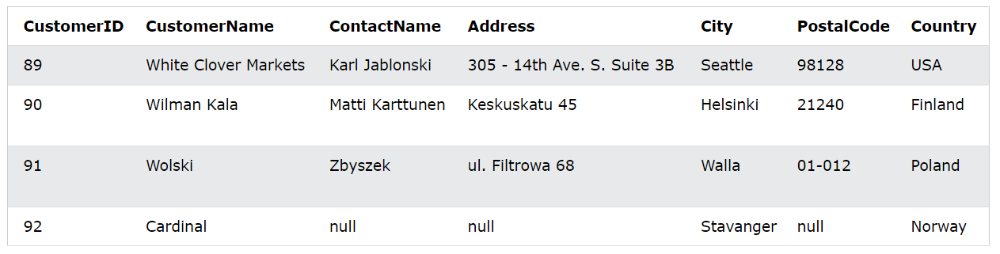 CustomerID CustomerName ContactName Address City PostalCode Country
89 White Clover Markets Karl Jablonski 305 - 14th Ave. S. Suite 3B Seattle 98128 USA
90 Wilman Kala Matti Karttunen Keskuskatu 45 Helsinki 21240 Finland
91 Wolski Zbyszek ul. Filtrowa 68 Walla 01-012 Poland
92 Cardinal null null Stavanger null Norway